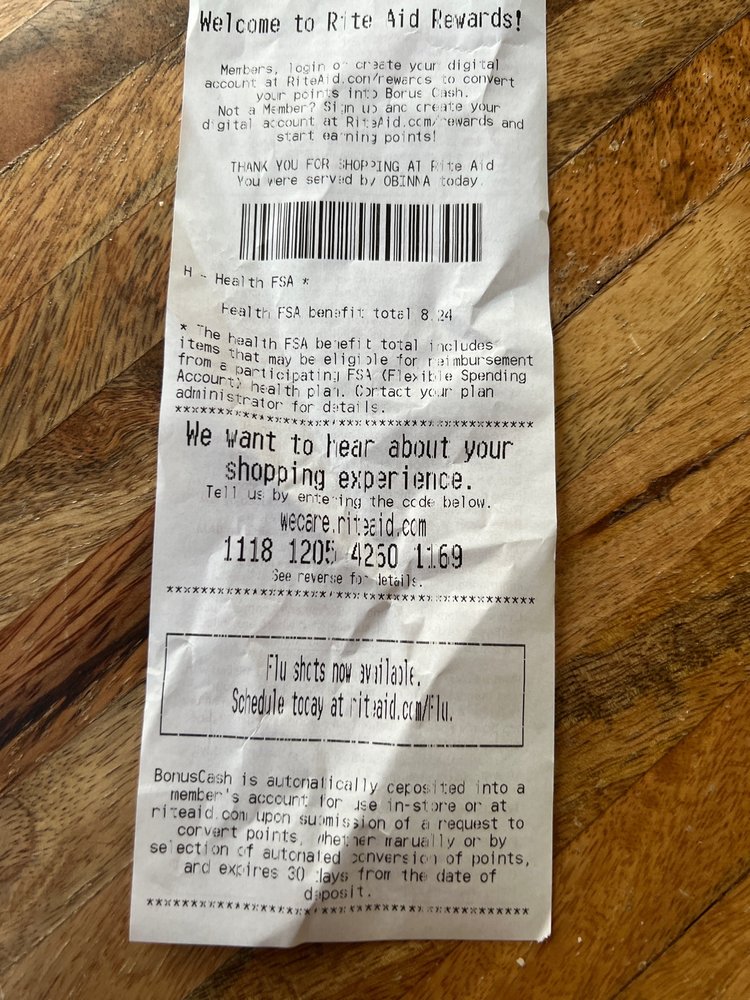 Welcome to Rite Aid Rewards!
Members, login or create your digital
account at RiteAid.com/rewards to convert
your points into Bonus Cash.
Not a Member? Sign up and create your
digital account at RiteAid.com/rewards and
start earning points!
THANK YOU FOR SHOPPING AT Rite Aid
You were served by OBINNA today.
H - Health FSA *
Health FSA benefit total 8.24
* The health FSA benefit total includes
items that may be eligible for reimbursement
from a participating FSA (Flexible Spending
Account) health plan. Contact your plan
administrator for details.
****************************************
We want to hear about your
shopping experience.
Tell us by entering the code below.
wecare.riteaid.com
1118 1205 4250 1169
See reverse for details.
****************************************
Flu shots now available.
Schedule today at riteaid.com/Flu.
BonusCash is automatically deposited into a
member's account for use in-store or at
riteaid.com upon submission of a request to
convert points, whether manually or by
selection of automated conversion of points,
and expires 30 days from the date of
deposit.
****************************************